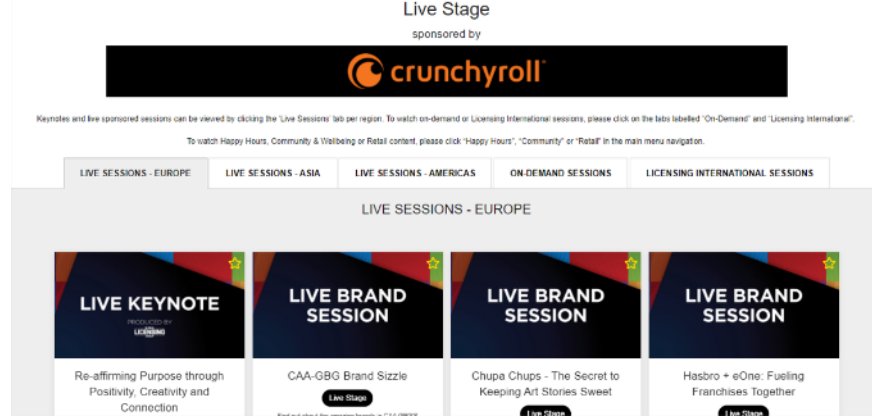 Live Stage
sponsored by
crunchyroll
Keynotes and live sponsored sessions can be viewed by clicking the 'Live Sessions' tab per region. To watch on-demand or Licensing International sessions, please click on the tabs labelled "On-Demand" and "Licensing International".
To watch Happy Hours, Community & Wellbeing or Retail content, please click "Happy Hours", "Community" or "Retail" in the main menu navigation.
LIVE SESSIONS - EUROPE LIVE SESSIONS - ASIA LIVE SESSIONS - AMERICAS ON-DEMAND SESSIONS LICENSING INTERNATIONAL SESSIONS
LIVE SESSIONS - EUROPE
LIVE KEYNOTE
PRODUCED BY
LICENSING
Re-affirming Purpose through
Positivity, Creativity and
Connection
LIVE BRAND
SESSION
CAA-GBG Brand Sizzle
Live Stage
LIVE BRAND
SESSION
Chupa Chups - The Secret to
Keeping Art Stories Sweet
Live Stage
LIVE BRAND
SESSION
Hasbro + eOne: Fueling
Franchises Together
Live Stage